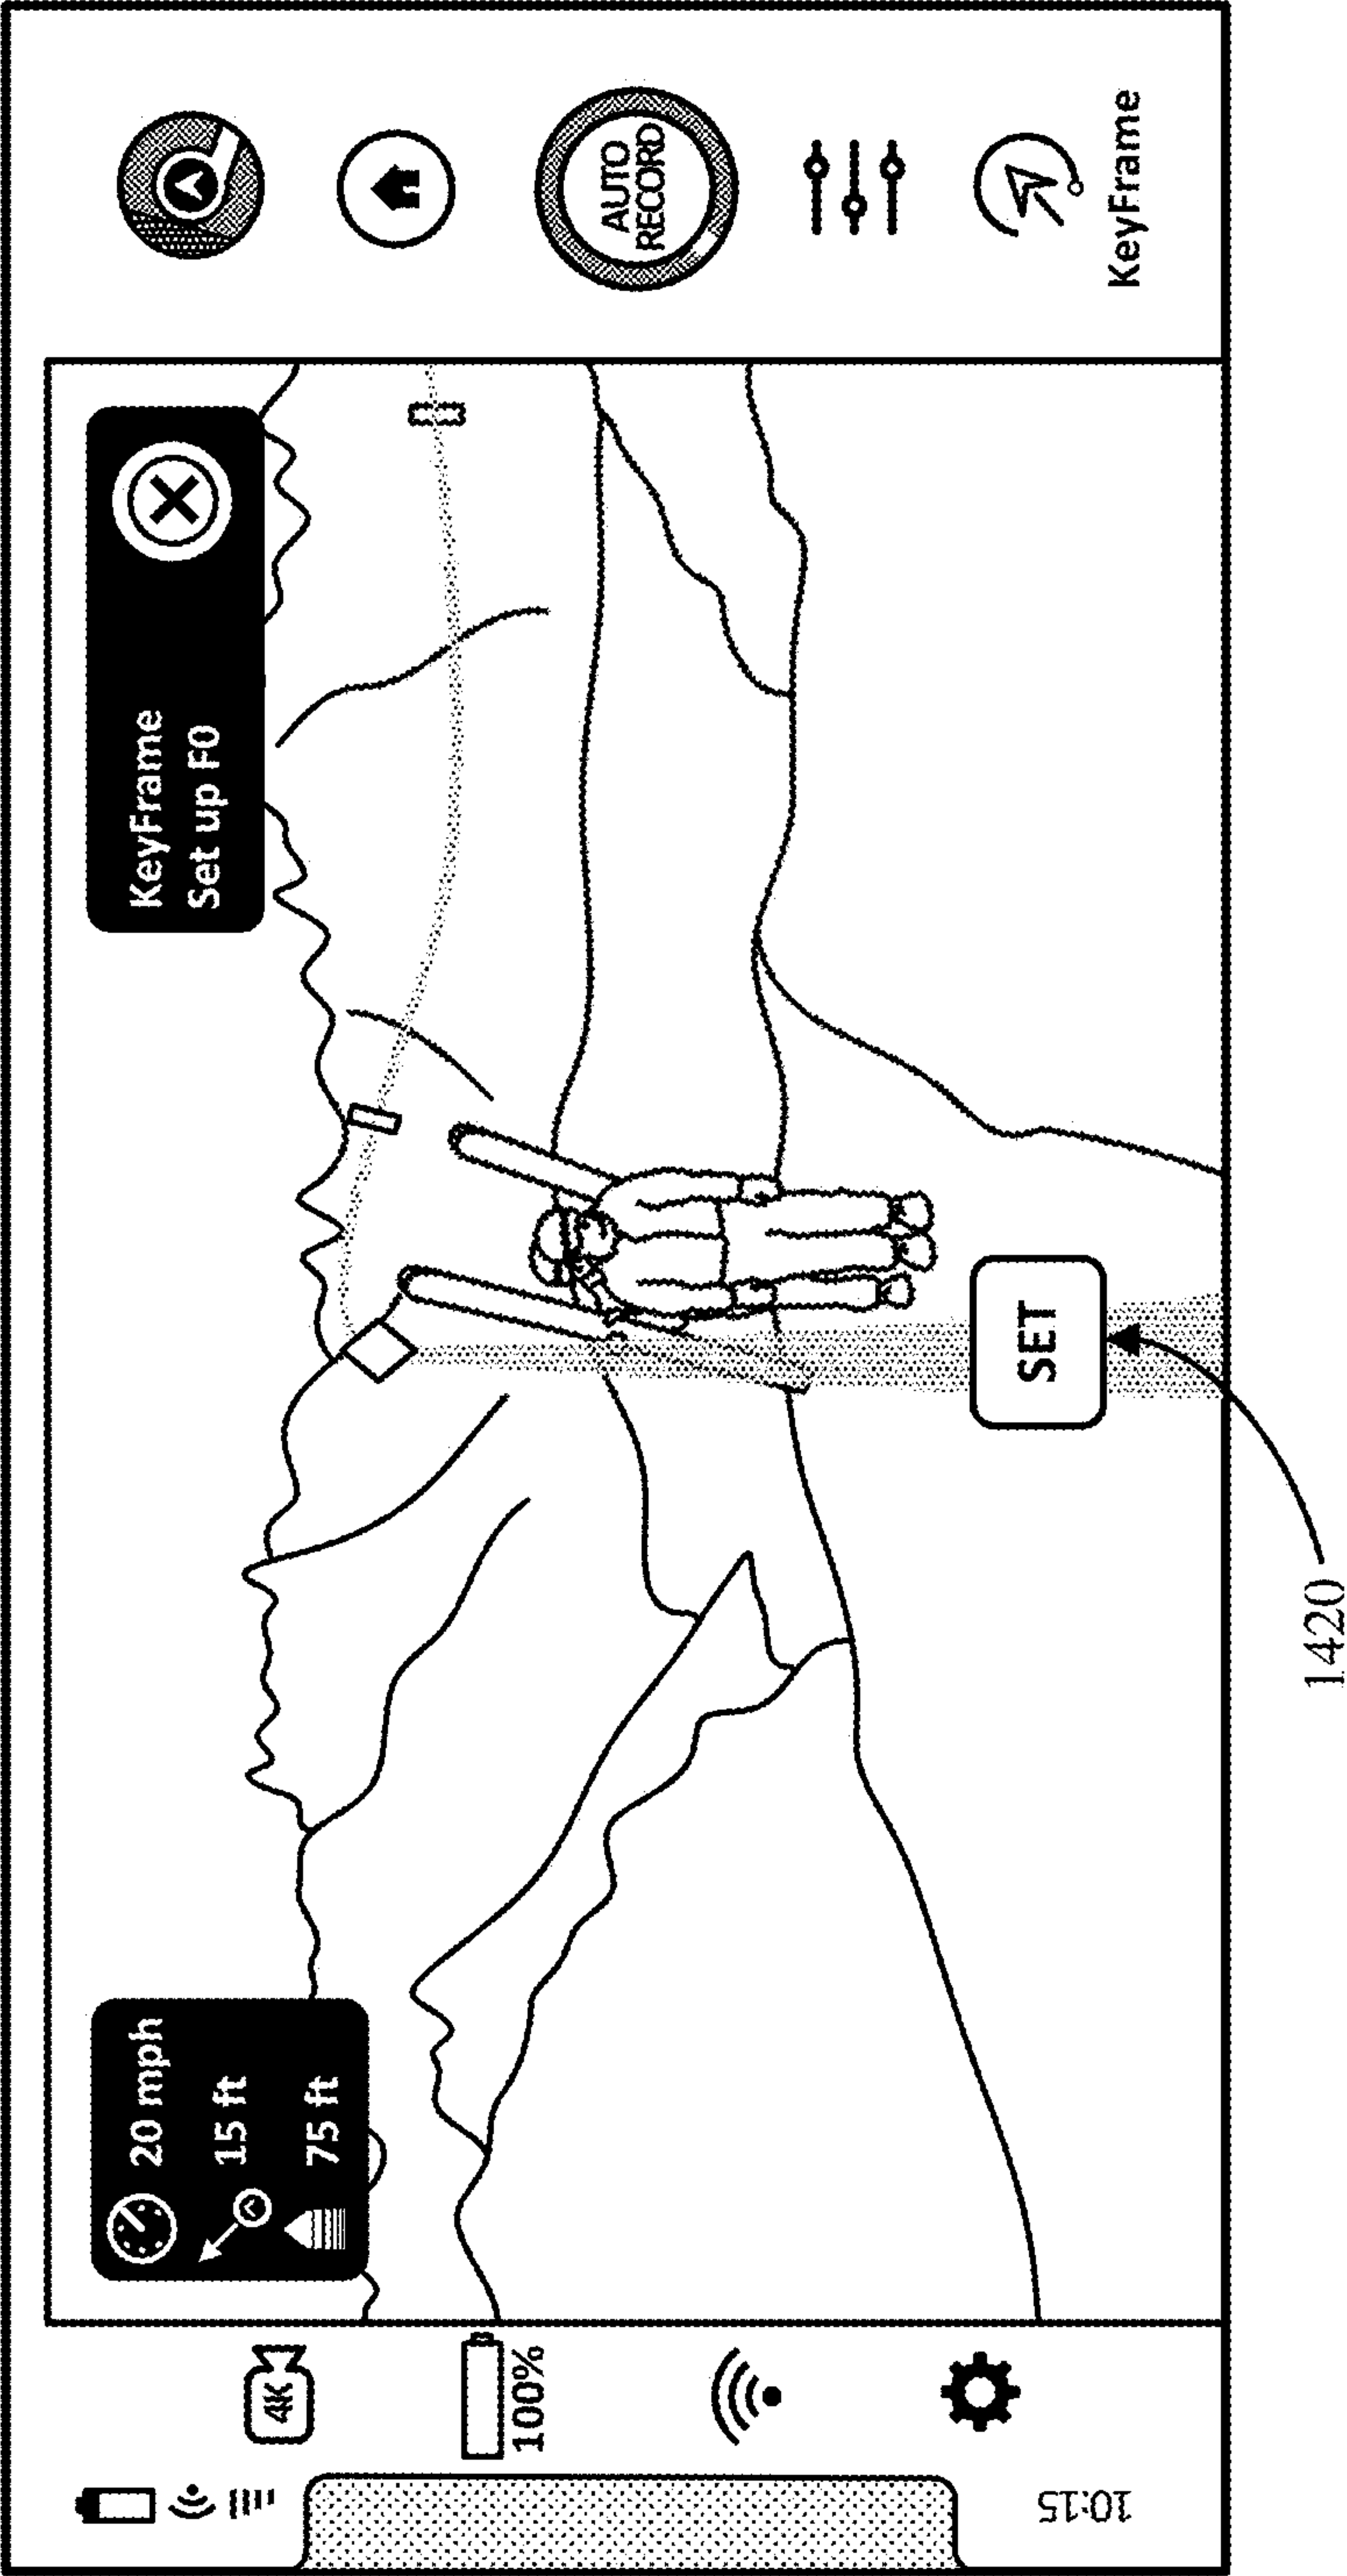 10:15
4K
100%
20 mph
15 ft
75 ft
KeyFrame
Set up F0
SET
AUTO
RECORD
KeyFrame
1420